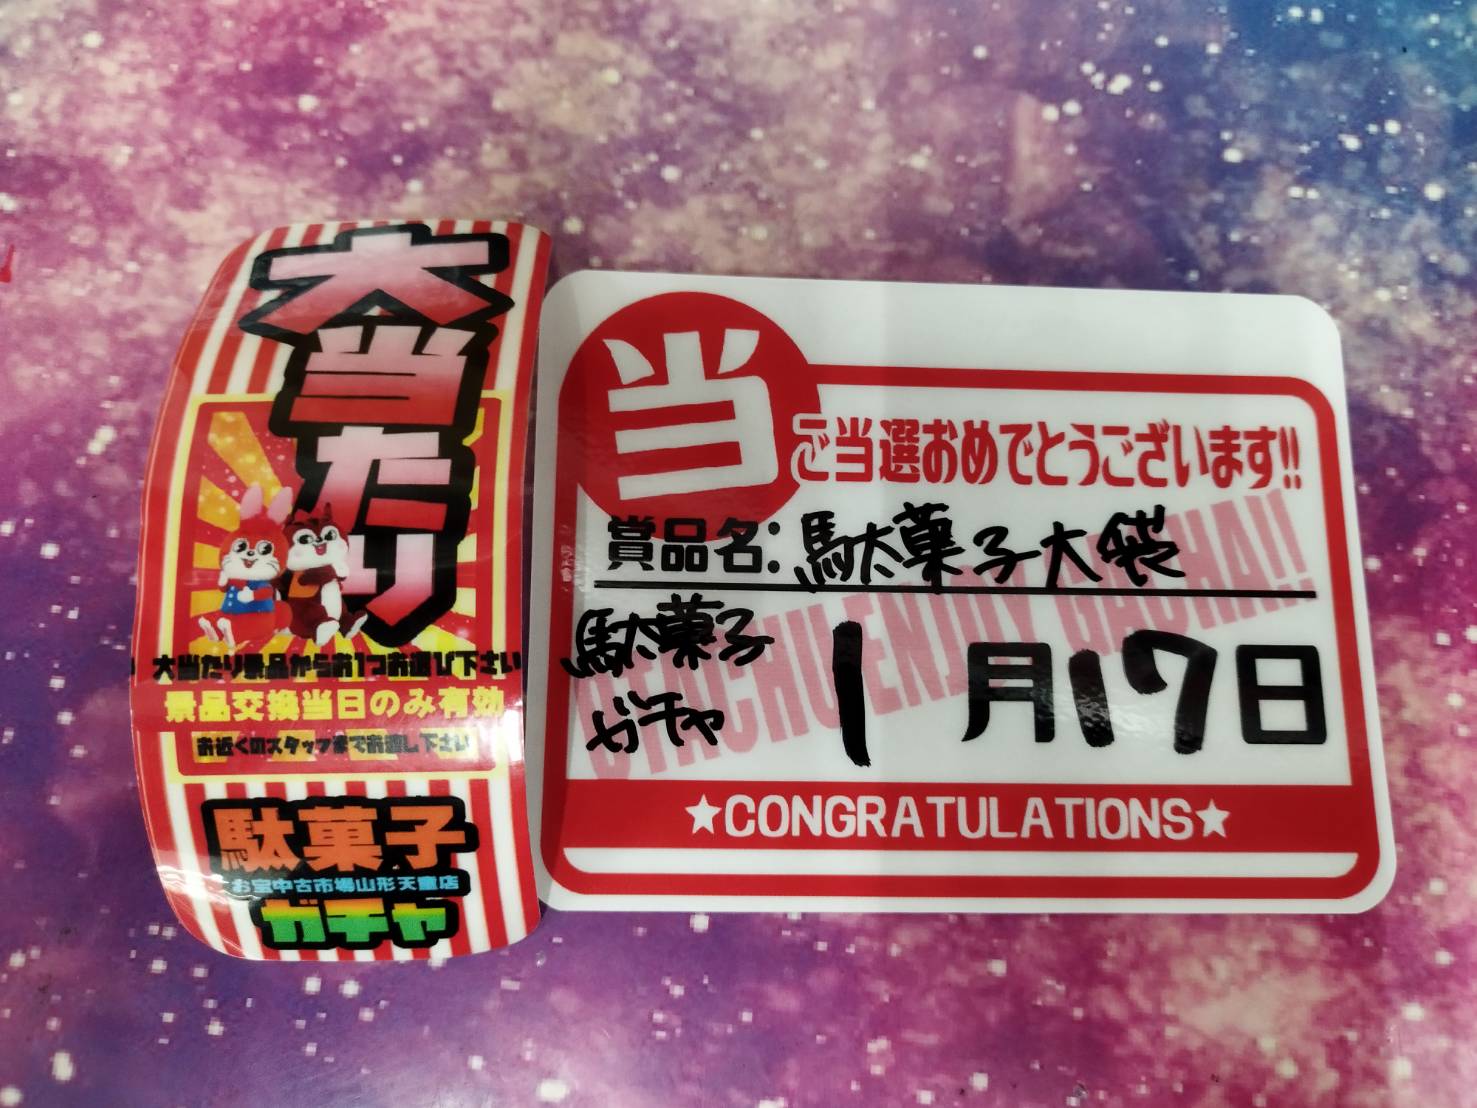 大当たり
大当たり景品からお1つお選び下さい
景品交換当日のみ有効
お近くのスタッフまでお渡し下さい
駄菓子
お宝中古市場山形天童店
ガチャ
当
ご当選おめでとうございます!!
賞品名:駄菓子大袋
駄菓子
ガチャ
1月17日
OTACHU ENJOY GACHA!!
★CONGRATULATIONS★